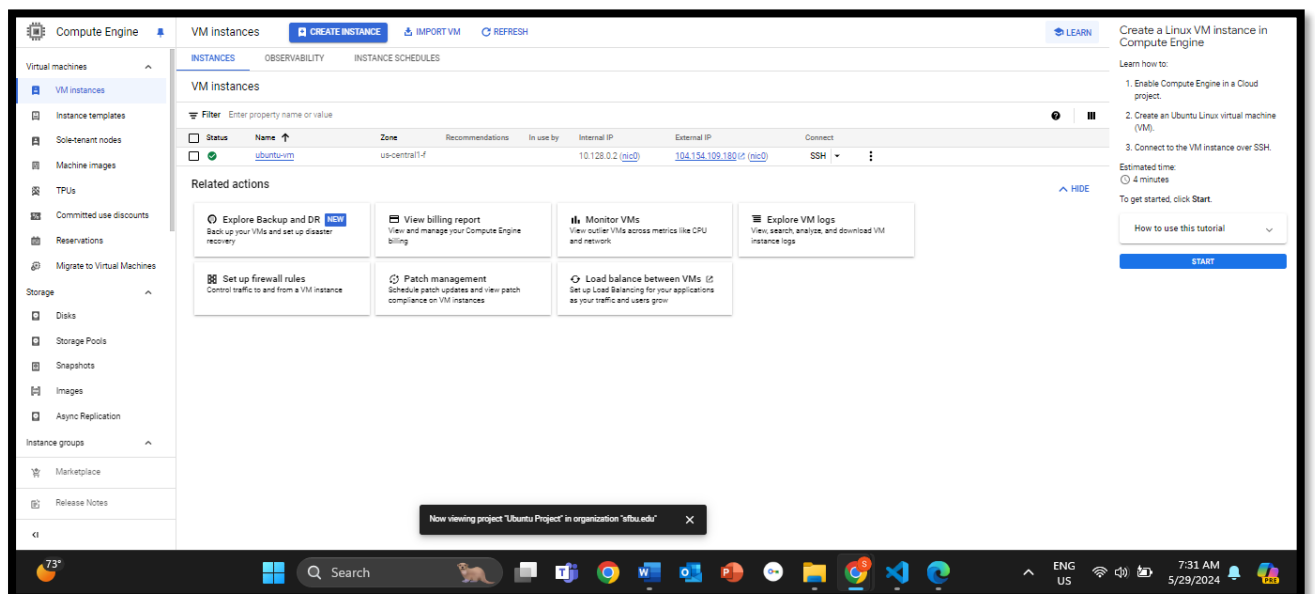 Compute Engine
Virtual machines
VM instances
Instance templates
Sole-tenant nodes
Machine images
TPUs
Committed use discounts
Reservations
Migrate to Virtual Machines
Storage
Disks
Storage Pools
Snapshots
Images
Async Replication
Instance groups
Marketplace
Release Notes
VM instances CREATE INSTANCE IMPORT VM REFRESH LEARN
INSTANCES OBSERVABILITY INSTANCE SCHEDULES
VM instances
Filter Enter property name or value
Status Name Zone Recommendations In use by Internal IP External IP Connect
ubuntu-vm us-central1-f 10.128.0.2 (nic0) 104.154.109.180 (nic0) SSH
Related actions HIDE
Explore Backup and DR NEW
Back up your VMs and set up disaster
recovery
View billing report
View and manage your Compute Engine
billing
Monitor VMs
View outlier VMs across metrics like CPU
and network
Explore VM logs
View, search, analyze, and download VM
instance logs
Set up firewall rules
Control traffic to and from a VM instance
Patch management
Schedule patch updates and view patch
compliance on VM instances
Load balance between VMs
Set up Load Balancing for your applications
as your traffic and users grow
Now viewing project "Ubuntu Project" in organization "sfbu.edu"
Create a Linux VM instance in
Compute Engine
Learn how to:
1. Enable Compute Engine in a Cloud
project.
2. Create an Ubuntu Linux virtual machine
(VM).
3. Connect to the VM instance over SSH.
Estimated time:
4 minutes
To get started, click Start.
How to use this tutorial
START
73°
Search
ENG
US
7:31 AM
5/29/2024
PRE